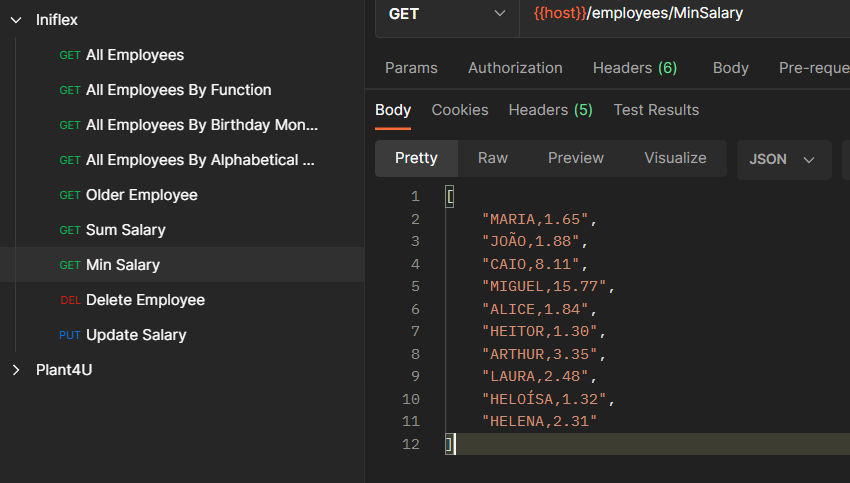 Iniflex
GET All Employees
GET All Employees By Function
GET All Employees By Birthday Mon...
GET All Employees By Alphabetical ...
GET Older Employee
GET Sum Salary
GET Min Salary
DEL Delete Employee
PUT Update Salary
Plant4U
GET {{host}}/employees/MinSalary
Params Authorization Headers (6) Body Pre-reque
Body Cookies Headers (5) Test Results
Pretty Raw Preview Visualize JSON
1 [
2 "MARIA,1.65",
3 "JOÃO,1.88",
4 "CAIO,8.11",
5 "MIGUEL,15.77",
6 "ALICE,1.84",
7 "HEITOR,1.30",
8 "ARTHUR,3.35",
9 "LAURA,2.48",
10 "HELOÍSA,1.32",
11 "HELENA,2.31"
12 ]